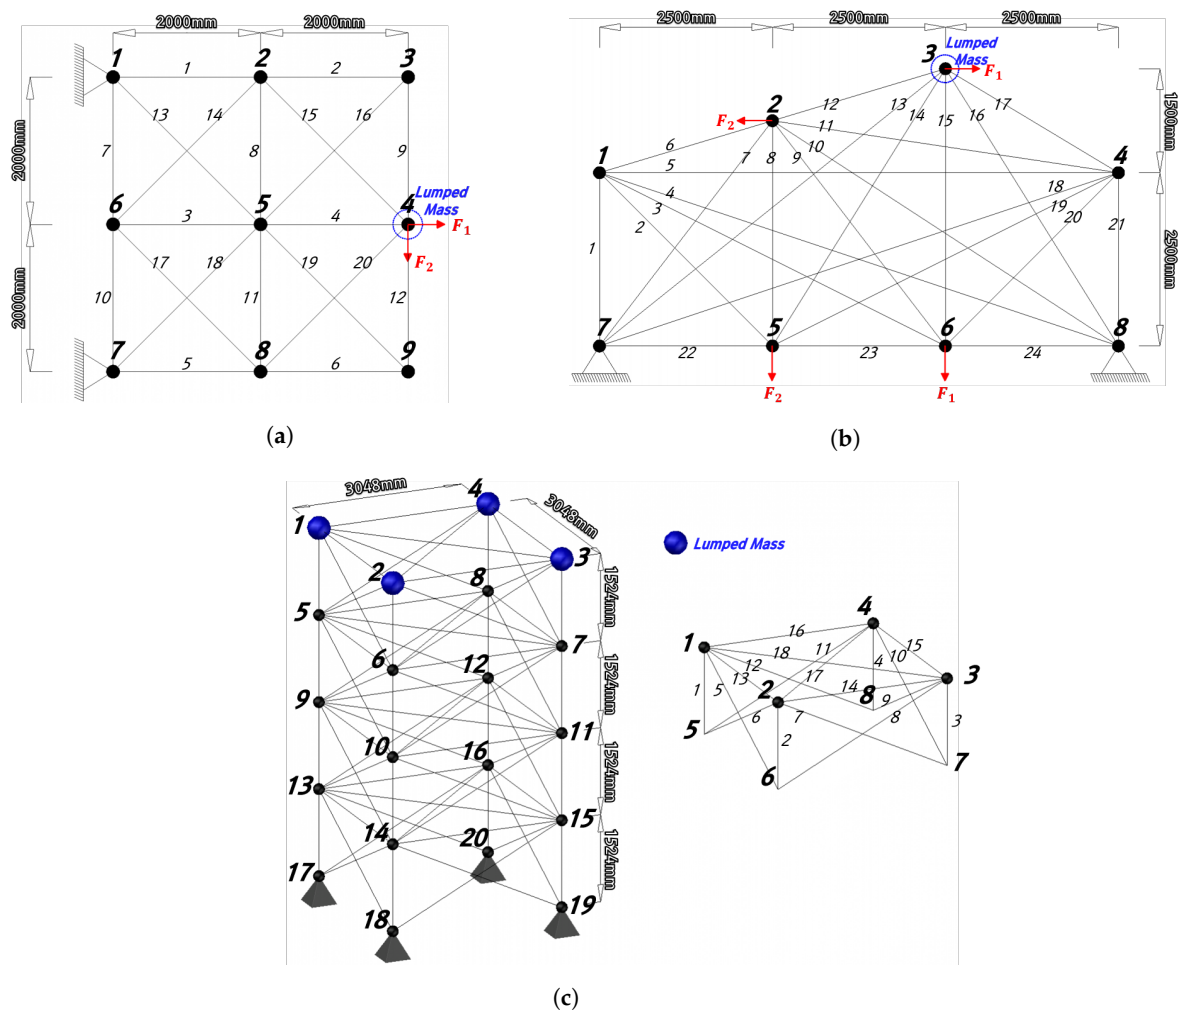 2000mm 2000mm
1 2 3
1 2
13 14 15 16
2000mm
7 8 9
Lumped
Mass
6 5 4
3 4
F₁
F₂
17 18 19 20
2000mm
10 11 12
7 8 9
5 6
(a)
2500mm 2500mm 2500mm
3 Lumped
Mass
F₁
2 12 13 14 15 16 17
F₂
11
1500mm
6 7 8 9 10
1 5 4
4 18
3 19
2 20
1 21
2500mm
7 5 6 8
22 23 24
F₂ F₁
(b)
3048mm
4
3048mm
1
2 3
8
1524mm
5
7
6
12
1524mm
9
11
10
16
1524mm
13
15
14
20
1524mm
17
19
18
Lumped Mass
4
16
1 15
18 11 10
12 4
13 17 3
1 5 2 14 8 9
6 7 8 3
5 2
7
6
(c)